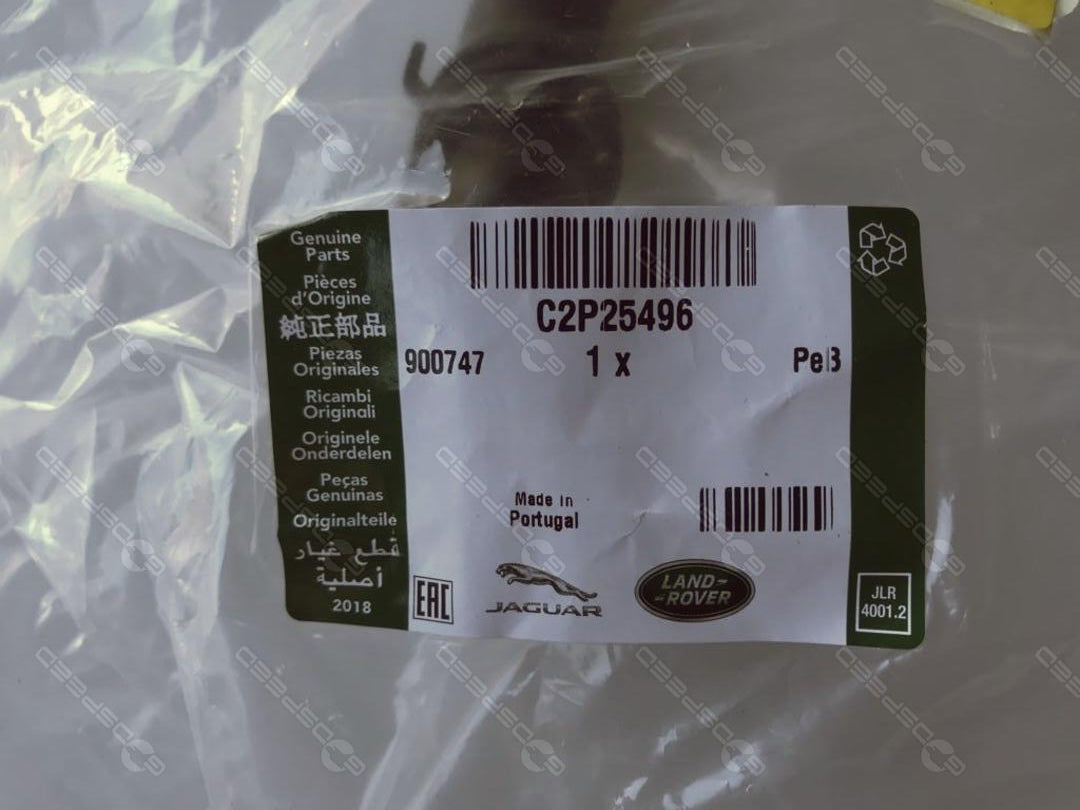 Genuine
Parts
Pièces
d'Origine
純正部品
Piezas
Originales
Ricambi
Originali
Originele
Onderdelen
Peças
Genuinas
Originalteile
قطع غيار
أصلية
2018
C2P25496
900747
1 x
PeB
Made in
Portugal
EAC
JAGUAR
LAND-
-ROVER
JLR
4001.2